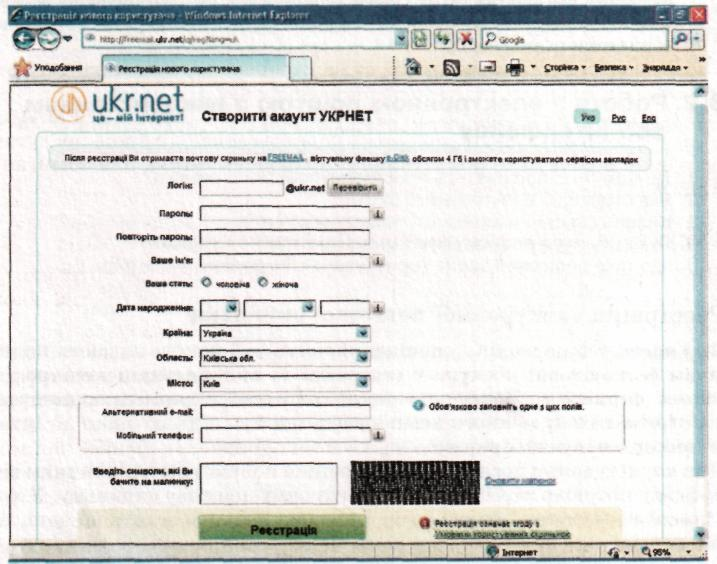 Реєстрація нового користувача - Windows Internet Explorer
http://freemail.ukr.net/q/reg?lang=uk
Google
Уподобання
Реєстрація нового користувача
Сторінка
Безпека
Знаряддя
ukr.net
це – мій Інтернет!
Створити акаунт УКРНЕТ
Укр Рус Eng
Після реєстрації Ви отримаєте поштову скриньку на FREEMAIL, віртуальну флешку e-Disk обсягом 4 Гб і зможете користуватися сервісом закладок
Логін:
@ukr.net
Перевірити
Пароль:
Повторіть пароль:
Ваше ім'я:
Ваша стать:
чоловіча
жіноча
Дата народження:
Країна:
Україна
Область:
Київська обл.
Місто:
Київ
Альтернативний e-mail:
Обов'язково заповніть одне з цих полів.
Мобільний телефон:
Введіть символи, які Ви
бачите на малюнку:
Оновити малюнок
Реєстрація
Реєстрація означає згоду з
Умовами користування скринькою
Інтернет
95%